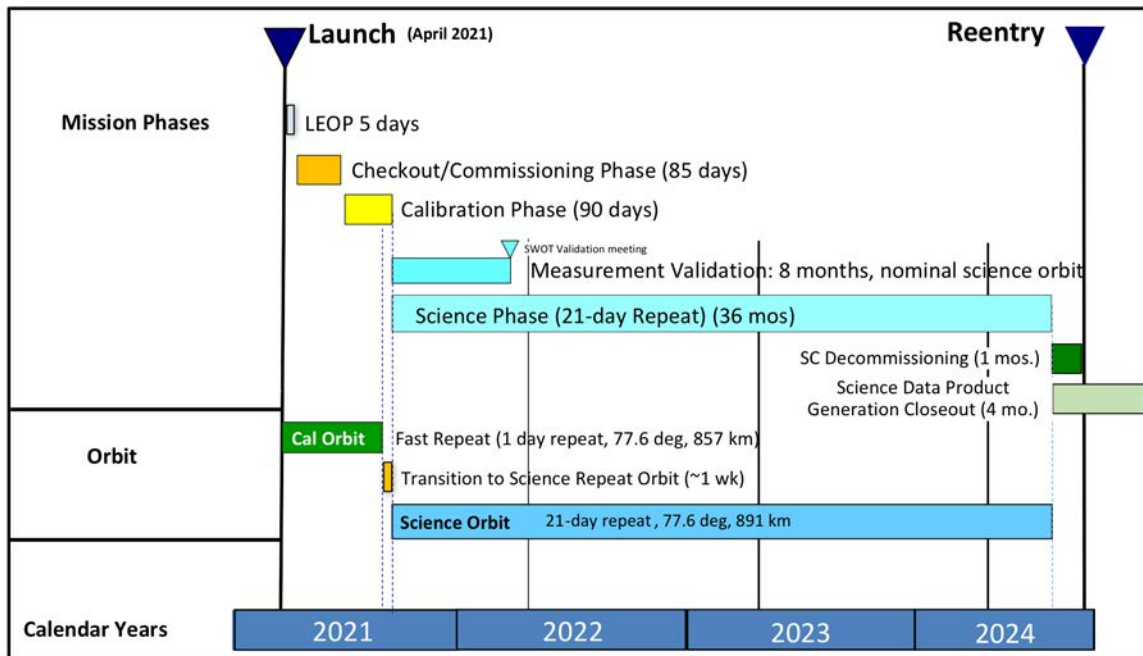 Launch (April 2021)
Reentry
Mission Phases
LEOP 5 days
Checkout/Commissioning Phase (85 days)
Calibration Phase (90 days)
SWOT Validation meeting
Measurement Validation: 8 months, nominal science orbit
Science Phase (21-day Repeat) (36 mos)
SC Decommissioning (1 mos.)
Science Data Product
Generation Closeout (4 mo.)
Orbit
Cal Orbit
Fast Repeat (1 day repeat, 77.6 deg, 857 km)
Transition to Science Repeat Orbit (~1 wk)
Science Orbit 21-day repeat , 77.6 deg, 891 km
Calendar Years
2021
2022
2023
2024